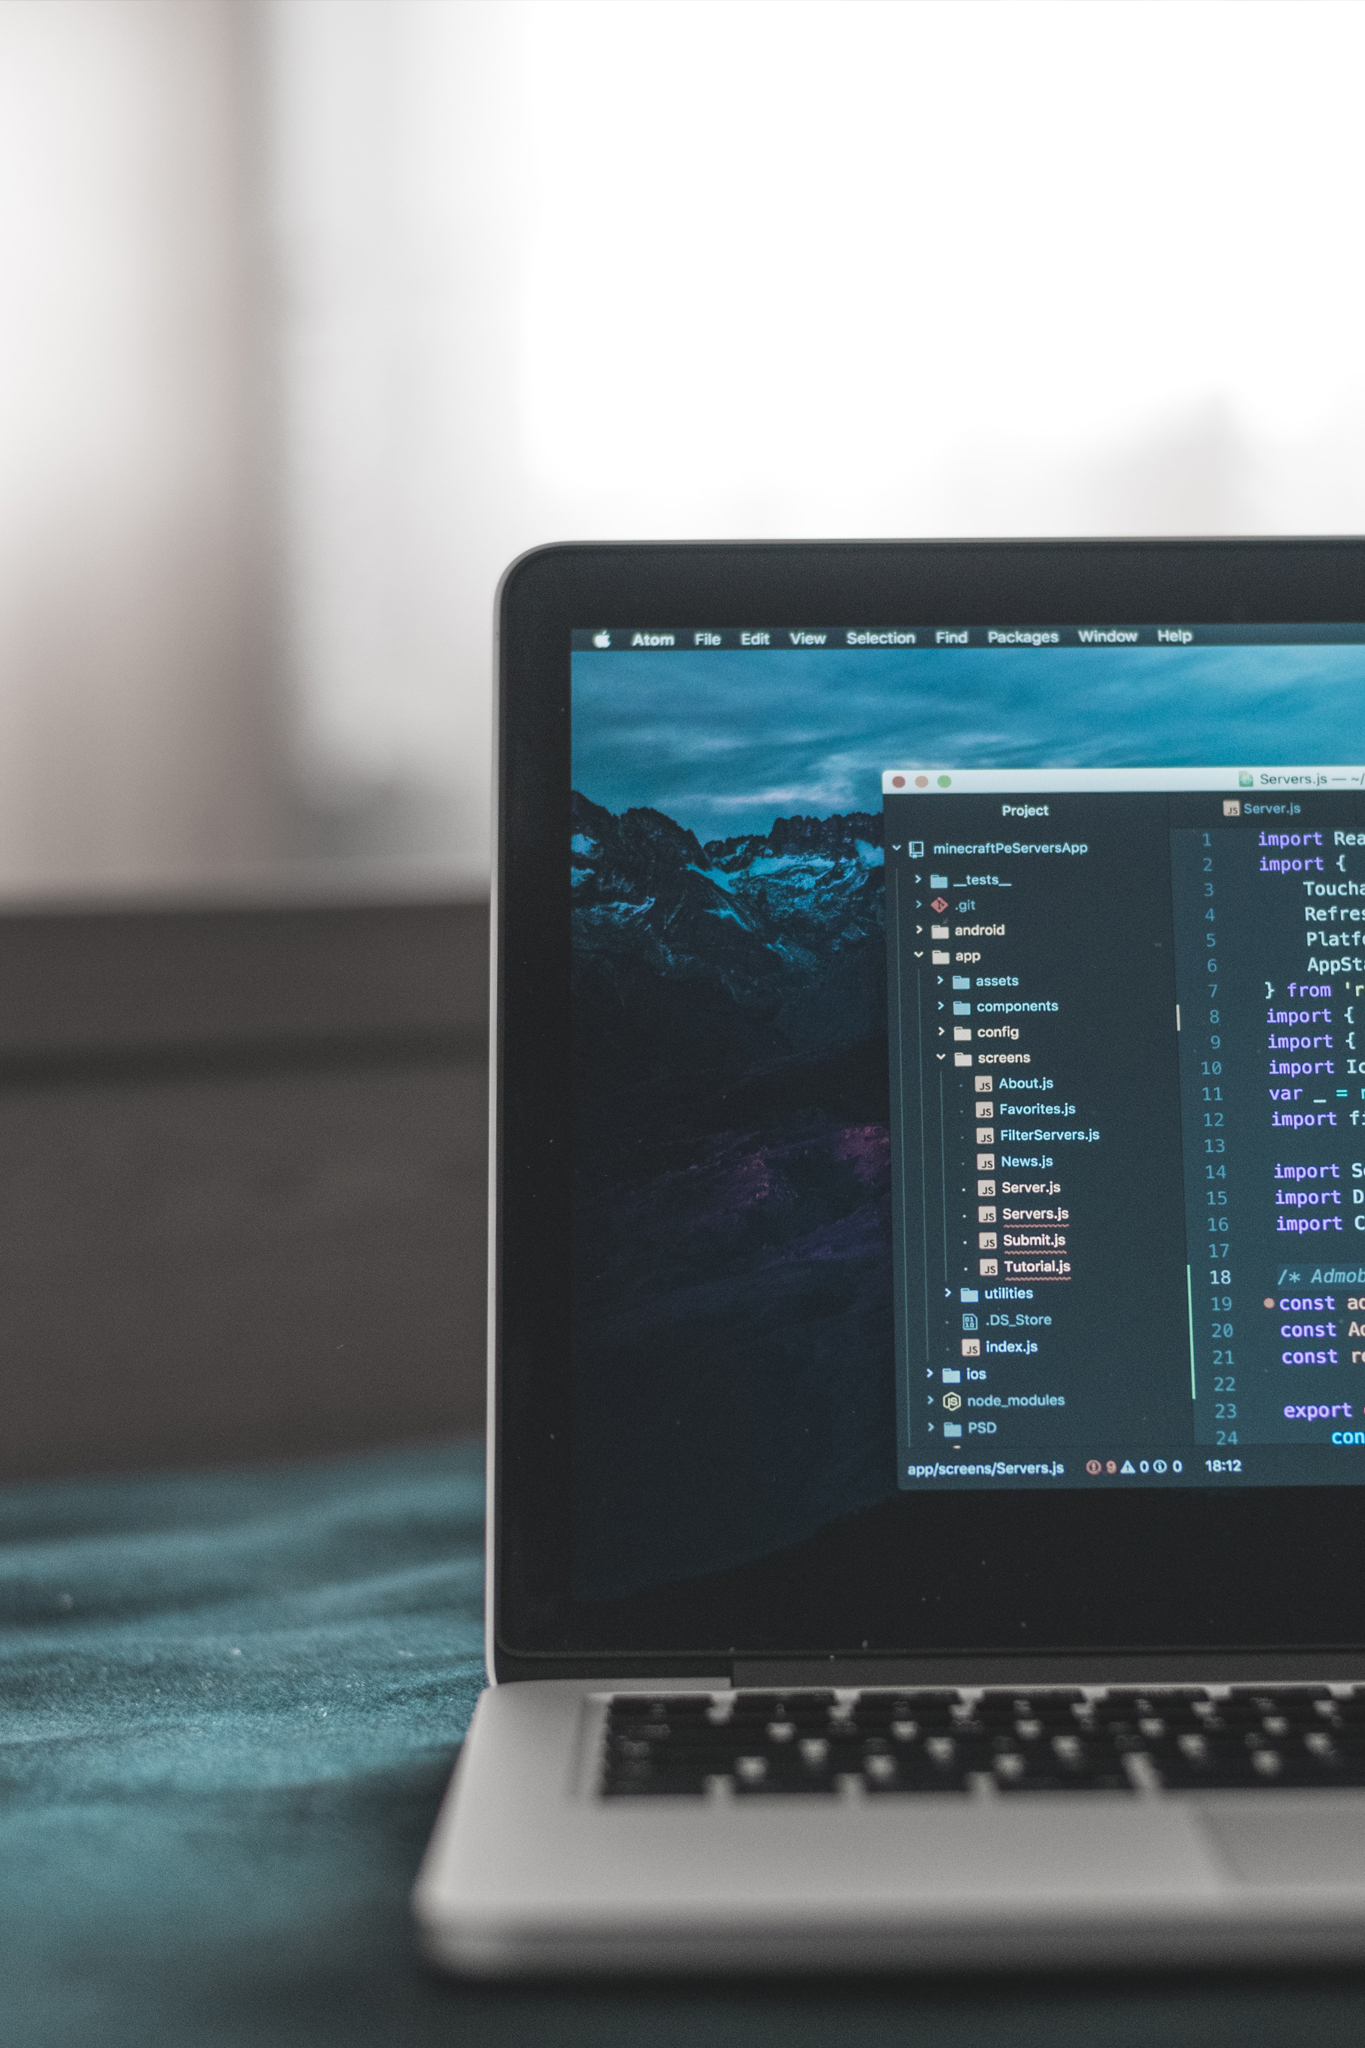 Atom File Edit View Selection Find Packages Window Help
Servers.js — ~/
Project
Server.js
minecraftPeServersApp
__tests__
.git
android
app
assets
components
config
screens
About.js
Favorites.js
FilterServers.js
News.js
Server.js
Servers.js
Submit.js
Tutorial.js
utilities
.DS_Store
index.js
ios
node_modules
PSD
1 import Rea
2 import {
3 Toucha
4 Refres
5 Platfo
6 AppSta
7 } from 'r
8 import {
9 import {
10 import Ic
11 var _ =
12 import fi
13
14 import Se
15 import D
16 import C
17
18 /* Admob
19 const ad
20 const Ad
21 const re
22
23 export
24 con
app/screens/Servers.js 9 0 0 18:12